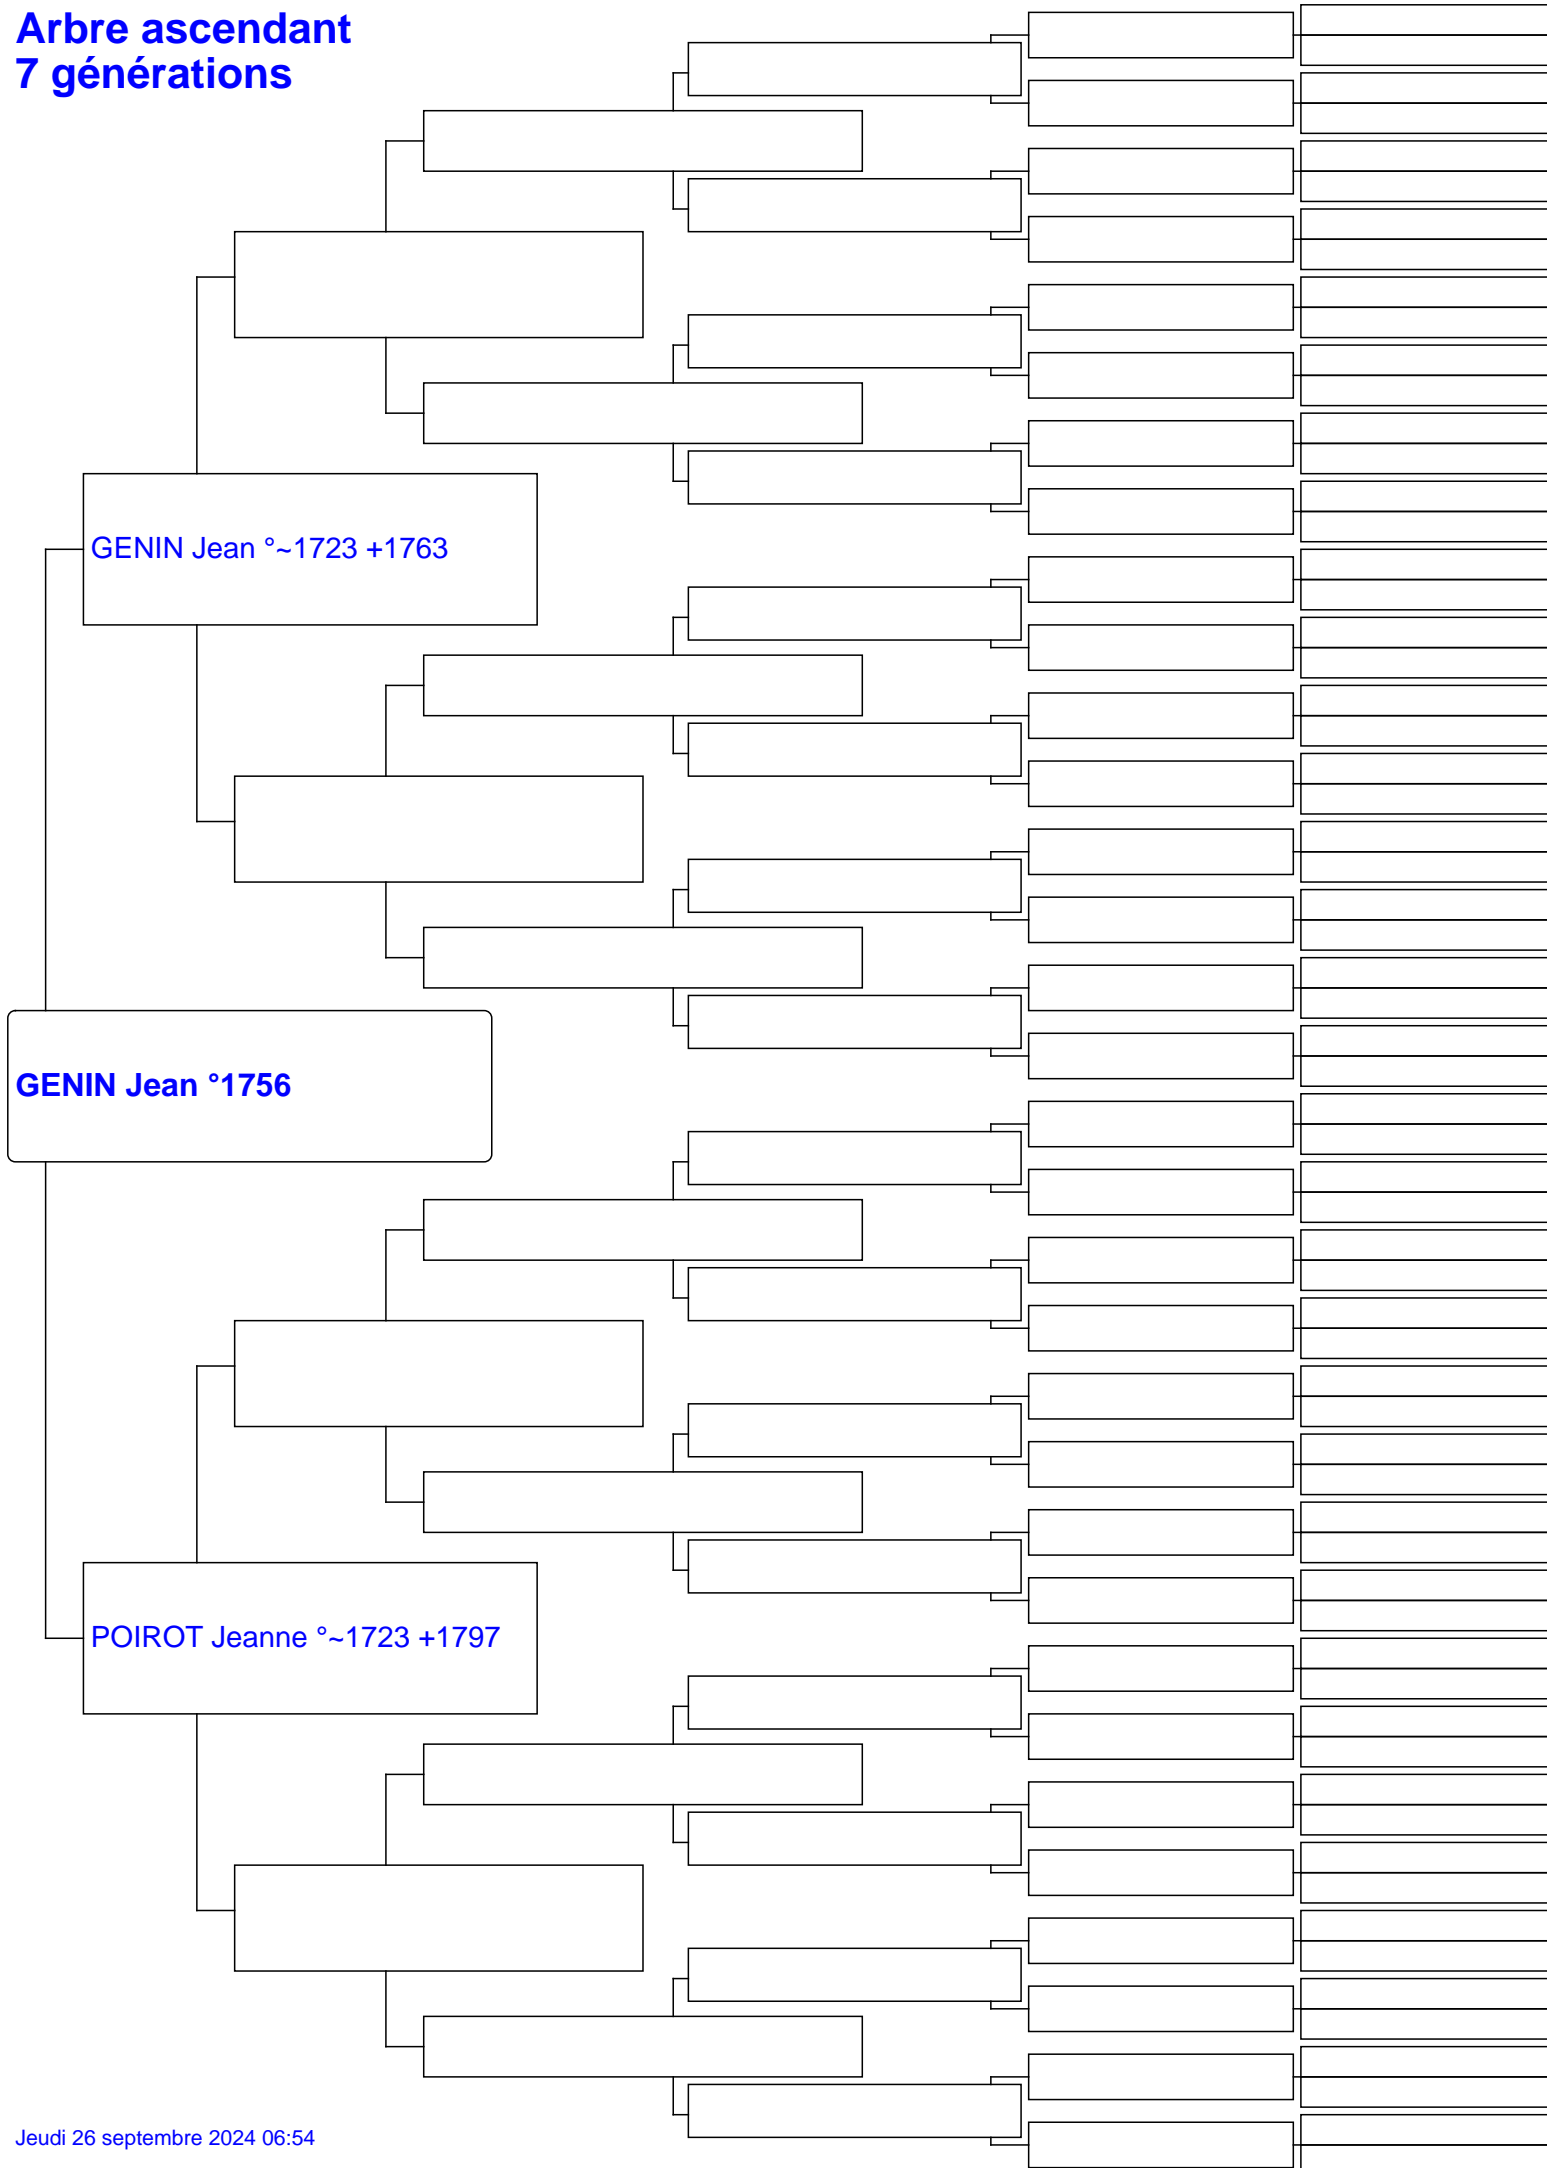 Arbre ascendant
7 générations
GENIN Jean °~1723 +1763
GENIN Jean °1756
POIROT Jeanne °~1723 +1797
Jeudi 26 septembre 2024 06:54